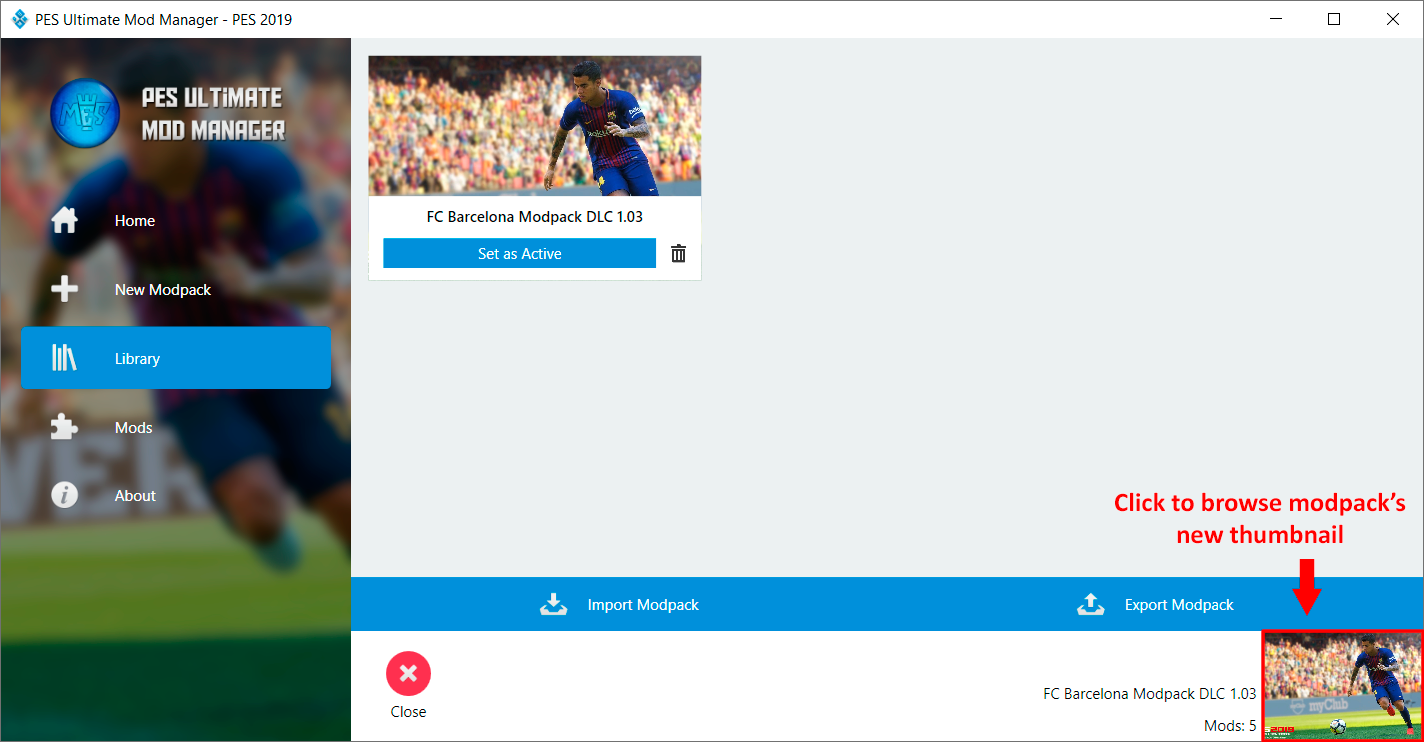 PES Ultimate Mod Manager - PES 2019
MES
PES ULTiMATE
MOD MANAGER
Home
New Modpack
Library
Mods
About
FC Barcelona Modpack DLC 1.03
Set as Active
Click to browse modpack’s
new thumbnail
Import Modpack
Export Modpack
Close
FC Barcelona Modpack DLC 1.03
Mods: 5
myClub